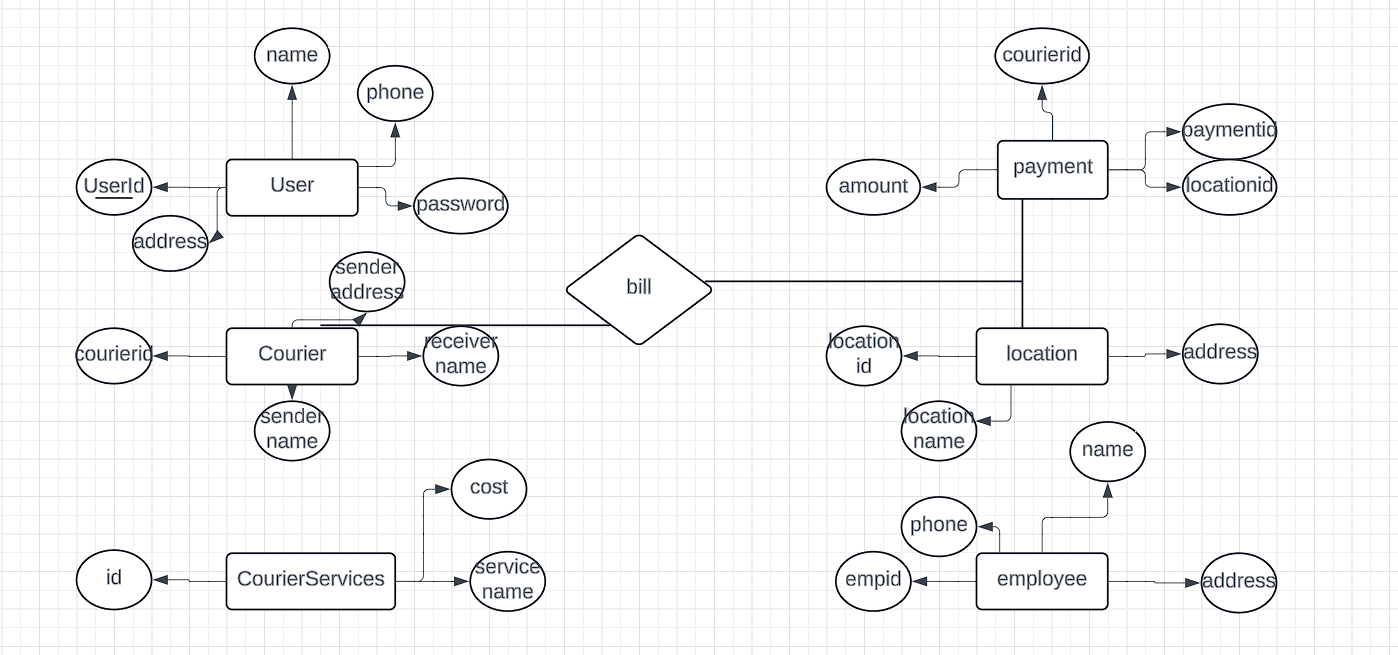 name
courierid
phone
paymentid
payment
UserId
User
amount
locationid
password
address
sender
address
bill
courierid
Courier
receiver
name
location
id
location
address
sender
name
location
name
name
cost
phone
id
CourierServices
service
name
empid
employee
address